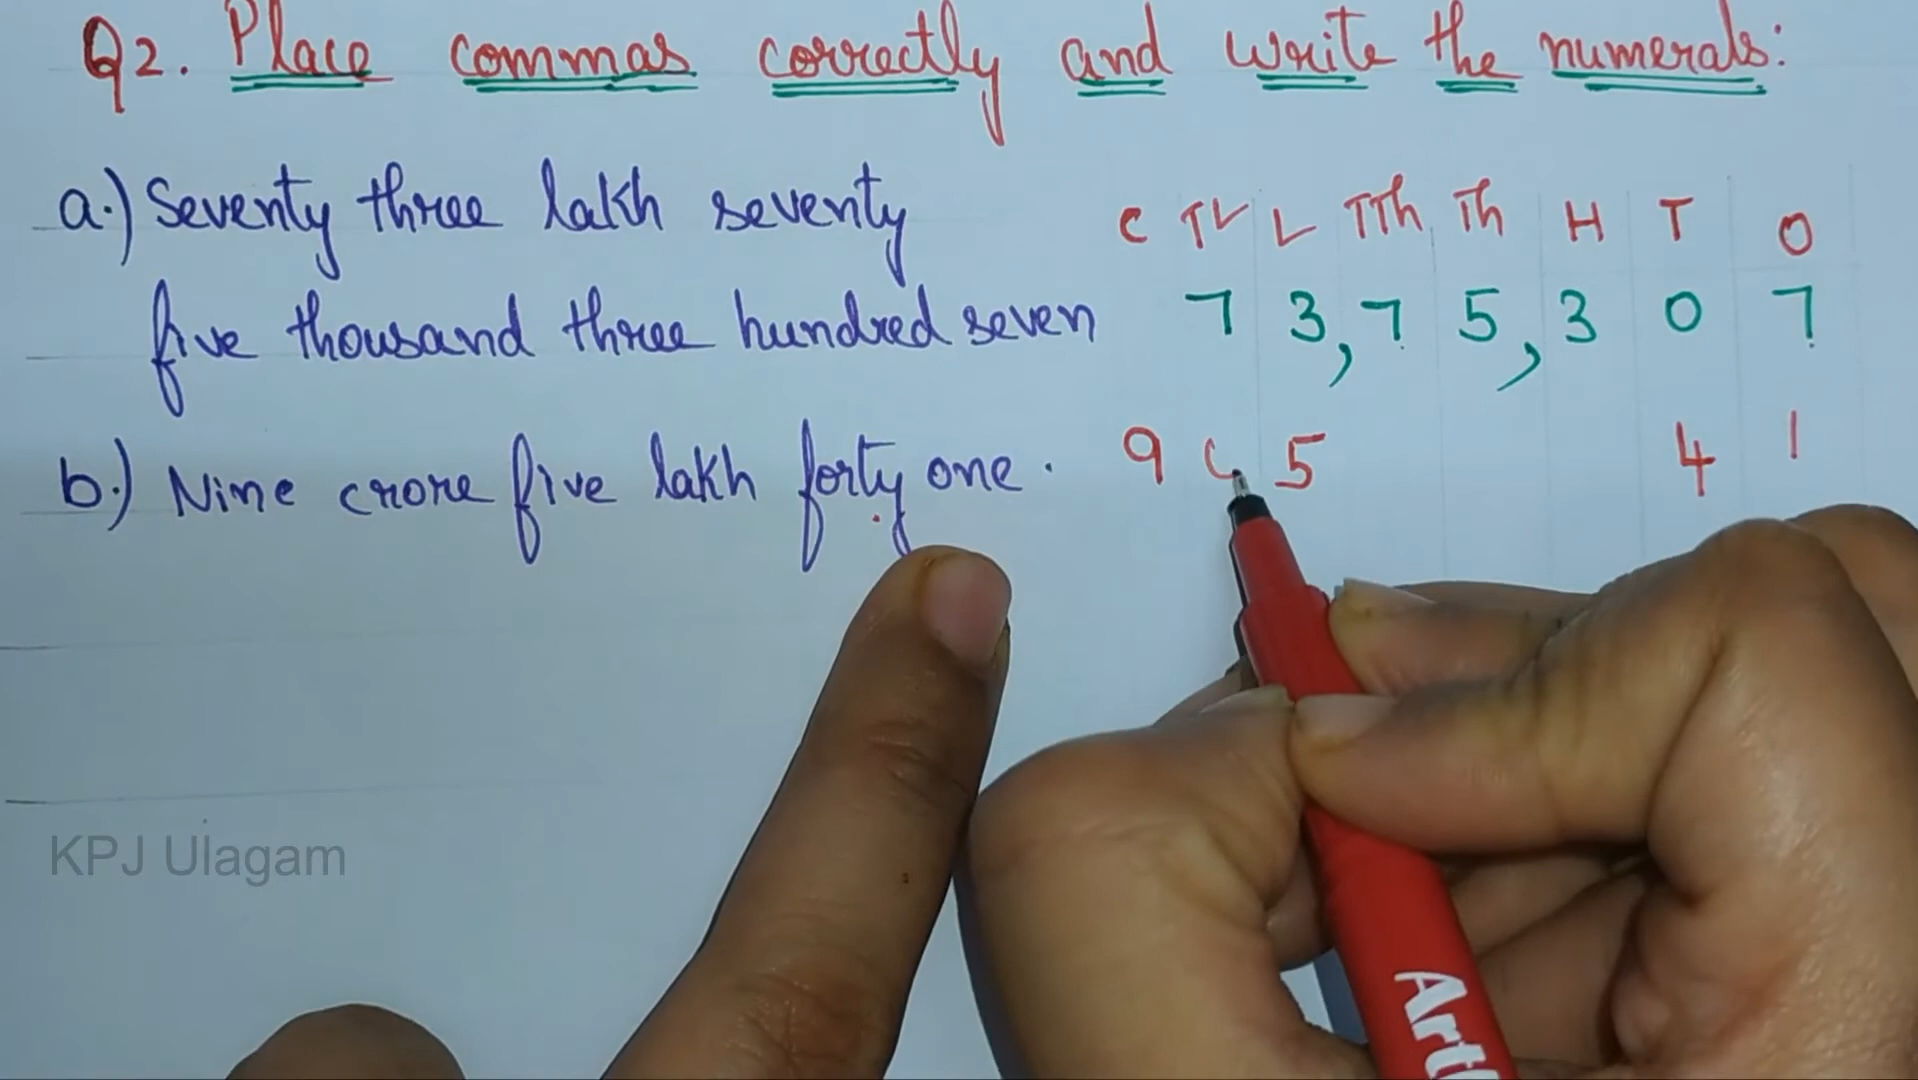 Q2. Place commas correctly and write the numerals:
a.) Seventy three lakh seventy
C TL L TTh Th H T O
five thousand three hundred seven
7 3, 7 5, 3 0 7
b.) Nine crore five lakh forty one.
9 5 4 1
KPJ Ulagam